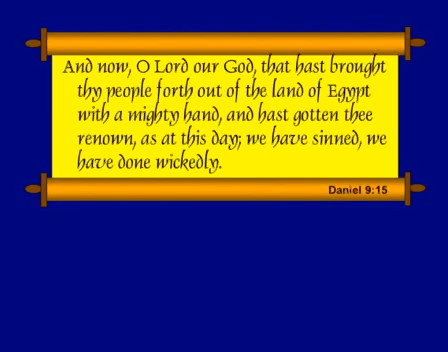 And now, O Lord our God, that hast brought
thy people forth out of the land of Egypt
with a mighty hand, and hast gotten thee
renown, as at this day; we have sinned, we
have done wickedly.
Daniel 9:15